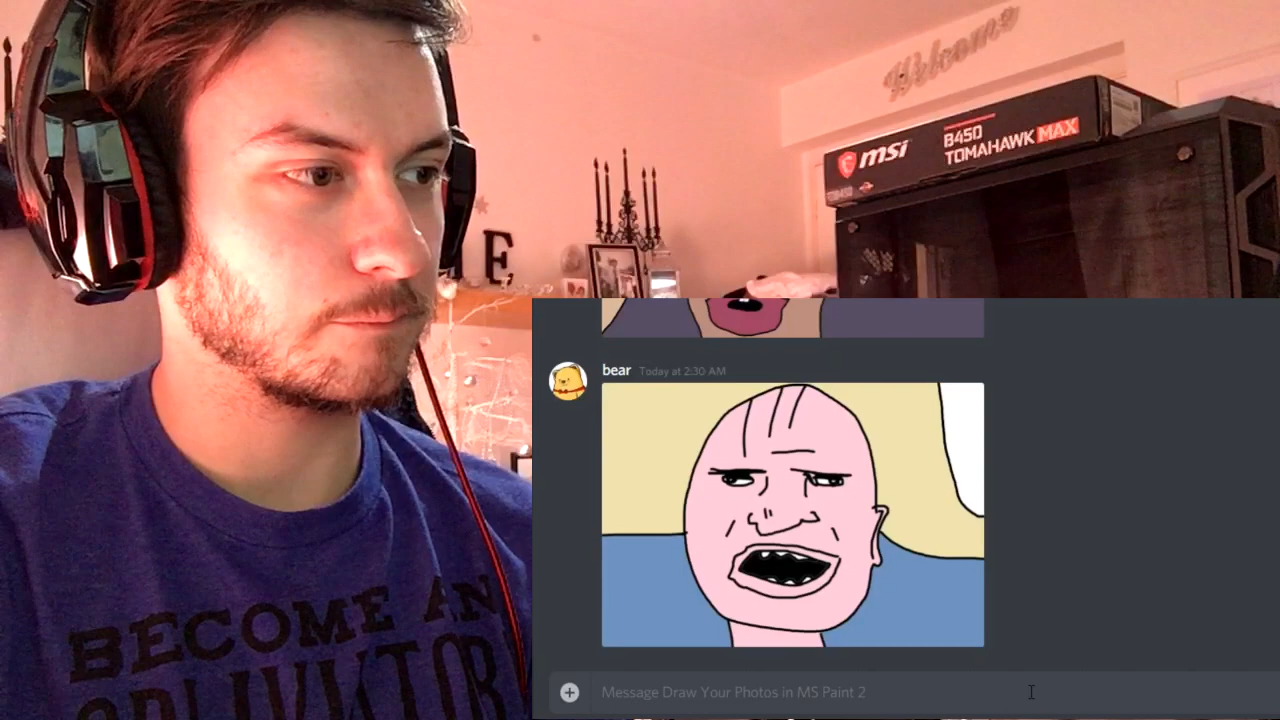 Welcome
msi
B450
TOMAHAWK MAX
E
BECOME AN
bear Today at 2:30 AM
Message Draw Your Photos in MS Paint 2